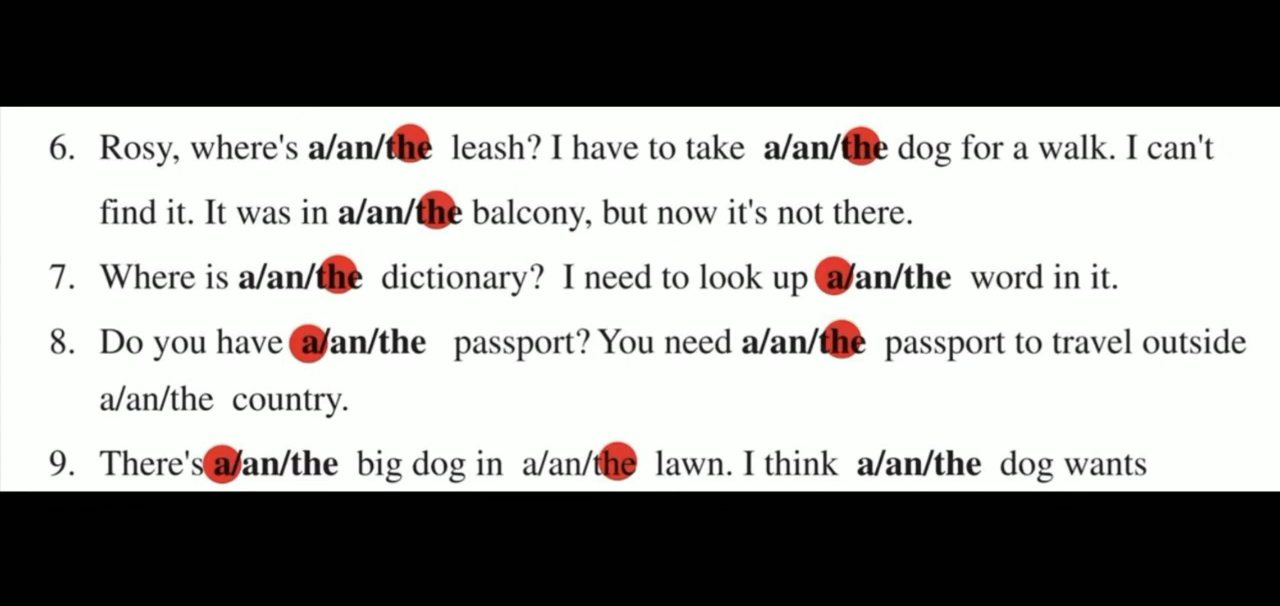 6. Rosy, where's a/an/the leash? I have to take a/an/the dog for a walk. I can't
find it. It was in a/an/the balcony, but now it's not there.
7. Where is a/an/the dictionary? I need to look up a/an/the word in it.
8. Do you have a/an/the passport? You need a/an/the passport to travel outside
a/an/the country.
9. There's a/an/the big dog in a/an/the lawn. I think a/an/the dog wants